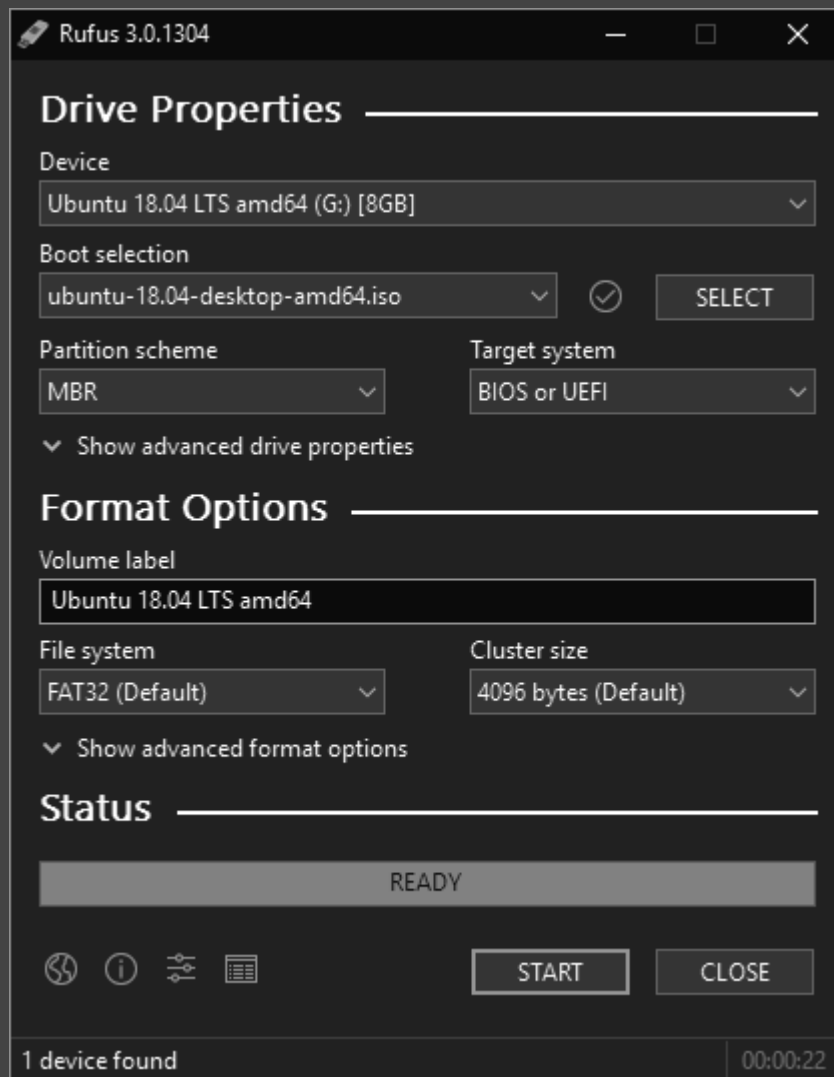 Rufus 3.0.1304
Drive Properties
Device
Ubuntu 18.04 LTS amd64 (G:) [8GB]
Boot selection
ubuntu-18.04-desktop-amd64.iso
SELECT
Partition scheme
Target system
MBR
BIOS or UEFI
Show advanced drive properties
Format Options
Volume label
Ubuntu 18.04 LTS amd64
File system
Cluster size
FAT32 (Default)
4096 bytes (Default)
Show advanced format options
Status
READY
START
CLOSE
1 device found
00:00:22